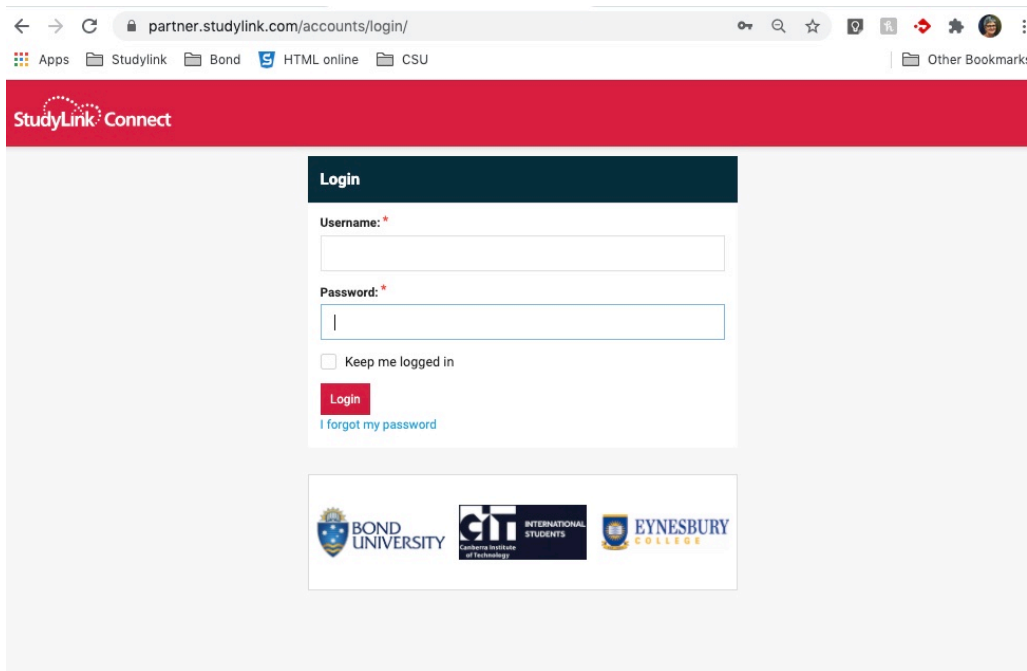 partner.studylink.com/accounts/login/
Apps Studylink Bond HTML online CSU Other Bookmarks
StudyLink Connect
Login
Username: *
Password: *
Keep me logged in
Login
I forgot my password
BOND
UNIVERSITY
CIT
Canberra Institute
of Technology
INTERNATIONAL
STUDENTS
EYNESBURY
COLLEGE